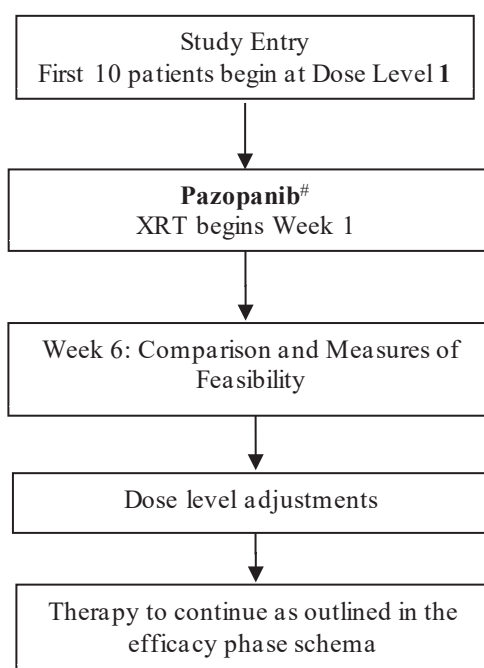 Study Entry
First 10 patients begin at Dose Level 1
Pazopanib#
XRT begins Week 1
Week 6: Comparison and Measures of
Feasibility
Dose level adjustments
Therapy to continue as outlined in the
efficacy phase schema